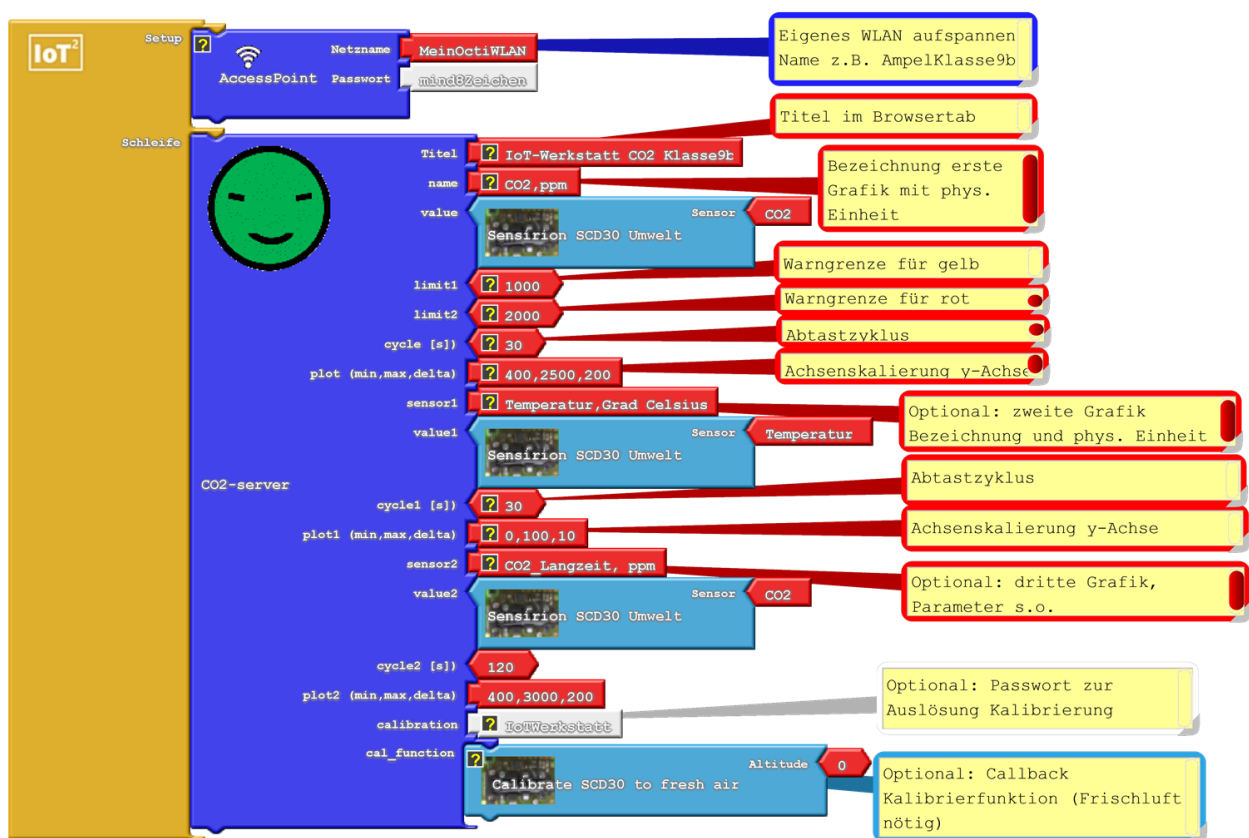 IoT²
Setup
?
AccessPoint
Netzname
MeinOctiWLAN
Passwort
mind8Zeichen
Eigenes WLAN aufspannen
Name z.B. AmpelKlasse9b
Schleife
CO2-server
Titel
? IoT-Werkstatt CO2 Klasse9b
Titel im Browsertab
name
? CO2,ppm
Bezeichnung erste
Grafik mit phys.
Einheit
value
Sensirion SCD30 Umwelt
Sensor
CO2
limit1
? 1000
Warngrenze für gelb
limit2
? 2000
Warngrenze für rot
cycle [s])
? 30
Abtastzyklus
plot (min,max,delta)
? 400,2500,200
Achsenskalierung y-Achse
sensor1
? Temperatur,Grad Celsius
Optional: zweite Grafik
Bezeichnung und phys. Einheit
value1
Sensirion SCD30 Umwelt
Sensor
Temperatur
cycle1 [s])
? 30
Abtastzyklus
plot1 (min,max,delta)
? 0,100,10
Achsenskalierung y-Achse
sensor2
? CO2_Langzeit, ppm
Optional: dritte Grafik,
Parameter s.o.
value2
Sensirion SCD30 Umwelt
Sensor
CO2
cycle2 [s])
120
plot2 (min,max,delta)
400,3000,200
calibration
? IoTWerkstatt
Optional: Passwort zur
Auslösung Kalibrierung
cal_function
?
Calibrate SCD30 to fresh air
Altitude
0
Optional: Callback
Kalibrierfunktion (Frischluft
nötig)